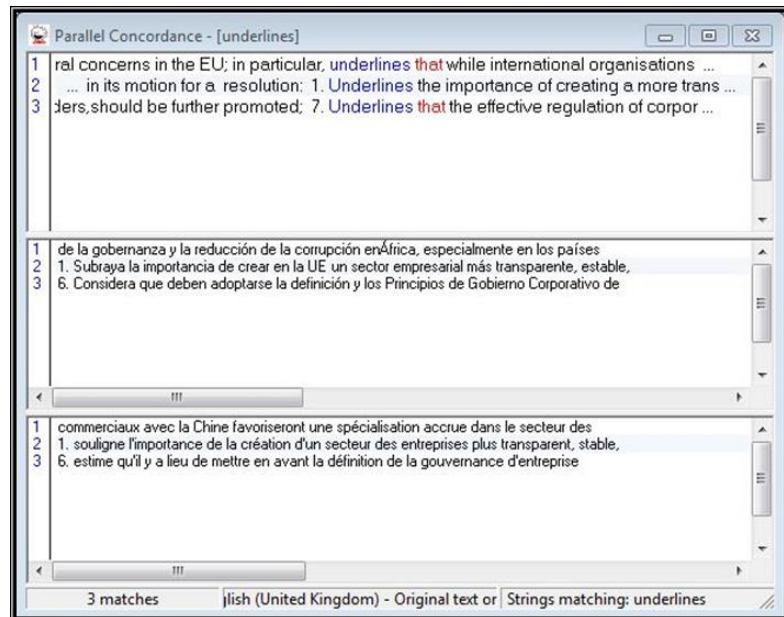 Parallel Concordance - [underlines]
1 ral concerns in the EU; in particular, underlines that while international organisations ...
2 ... in its motion for a resolution: 1. Underlines the importance of creating a more trans ...
3 ders,should be further promoted; 7. Underlines that the effective regulation of corpor ...
1 de la gobernanza y la reducción de la corrupción enÁfrica, especialmente en los países
2 1. Subraya la importancia de crear en la UE un sector empresarial más transparente, estable,
3 6. Considera que deben adoptarse la definición y los Principios de Gobierno Corporativo de
1 commerciaux avec la Chine favoriseront une spécialisation accrue dans le secteur des
2 1. souligne l'importance de la création d'un secteur des entreprises plus transparent, stable,
3 6. estime qu'il y a lieu de mettre en avant la définition de la gouvernance d'entreprise
3 matches glish (United Kingdom) - Original text or Strings matching: underlines